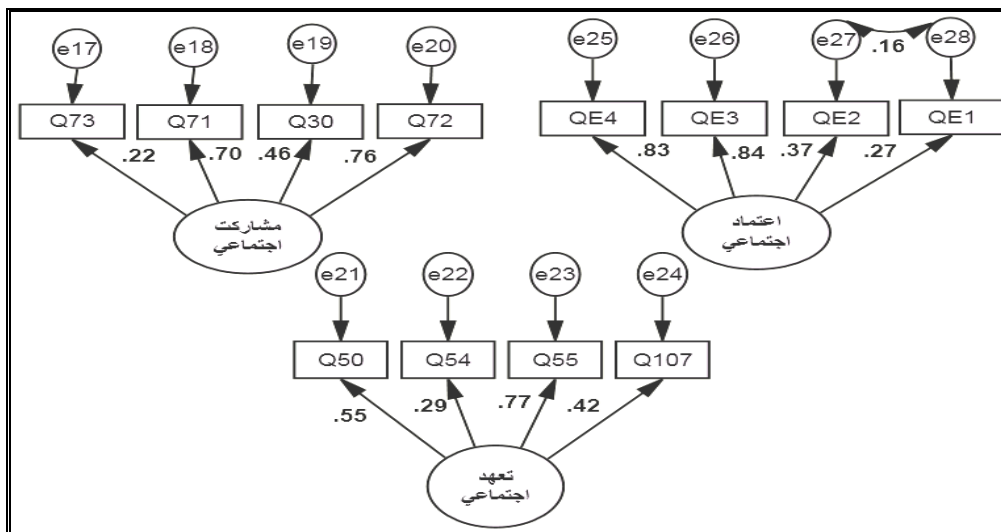 e17 e18 e19 e20 e25 e26 e27 e28
.16
Q73 Q71 Q30 Q72 QE4 QE3 QE2 QE1
.22 .70 .46 .76 .83 .84 .37 .27
مشاركت
اجتماعي
اعتماد
اجتماعي
e21 e22 e23 e24
Q50 Q54 Q55 Q107
.55 .29 .77 .42
تعهد
اجتماعي